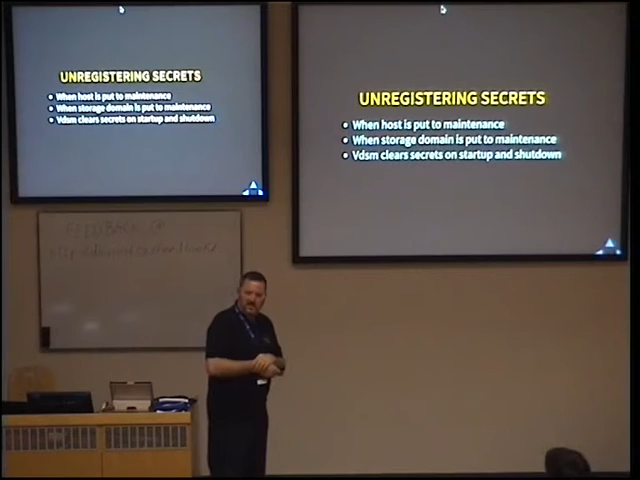 UNREGISTERING SECRETS
When host is put to maintenance
When storage domain is put to maintenance
Vdsm clears secrets on startup and shutdown
UNREGISTERING SECRETS
When host is put to maintenance
When storage domain is put to maintenance
Vdsm clears secrets on startup and shutdown
FEEDBACK